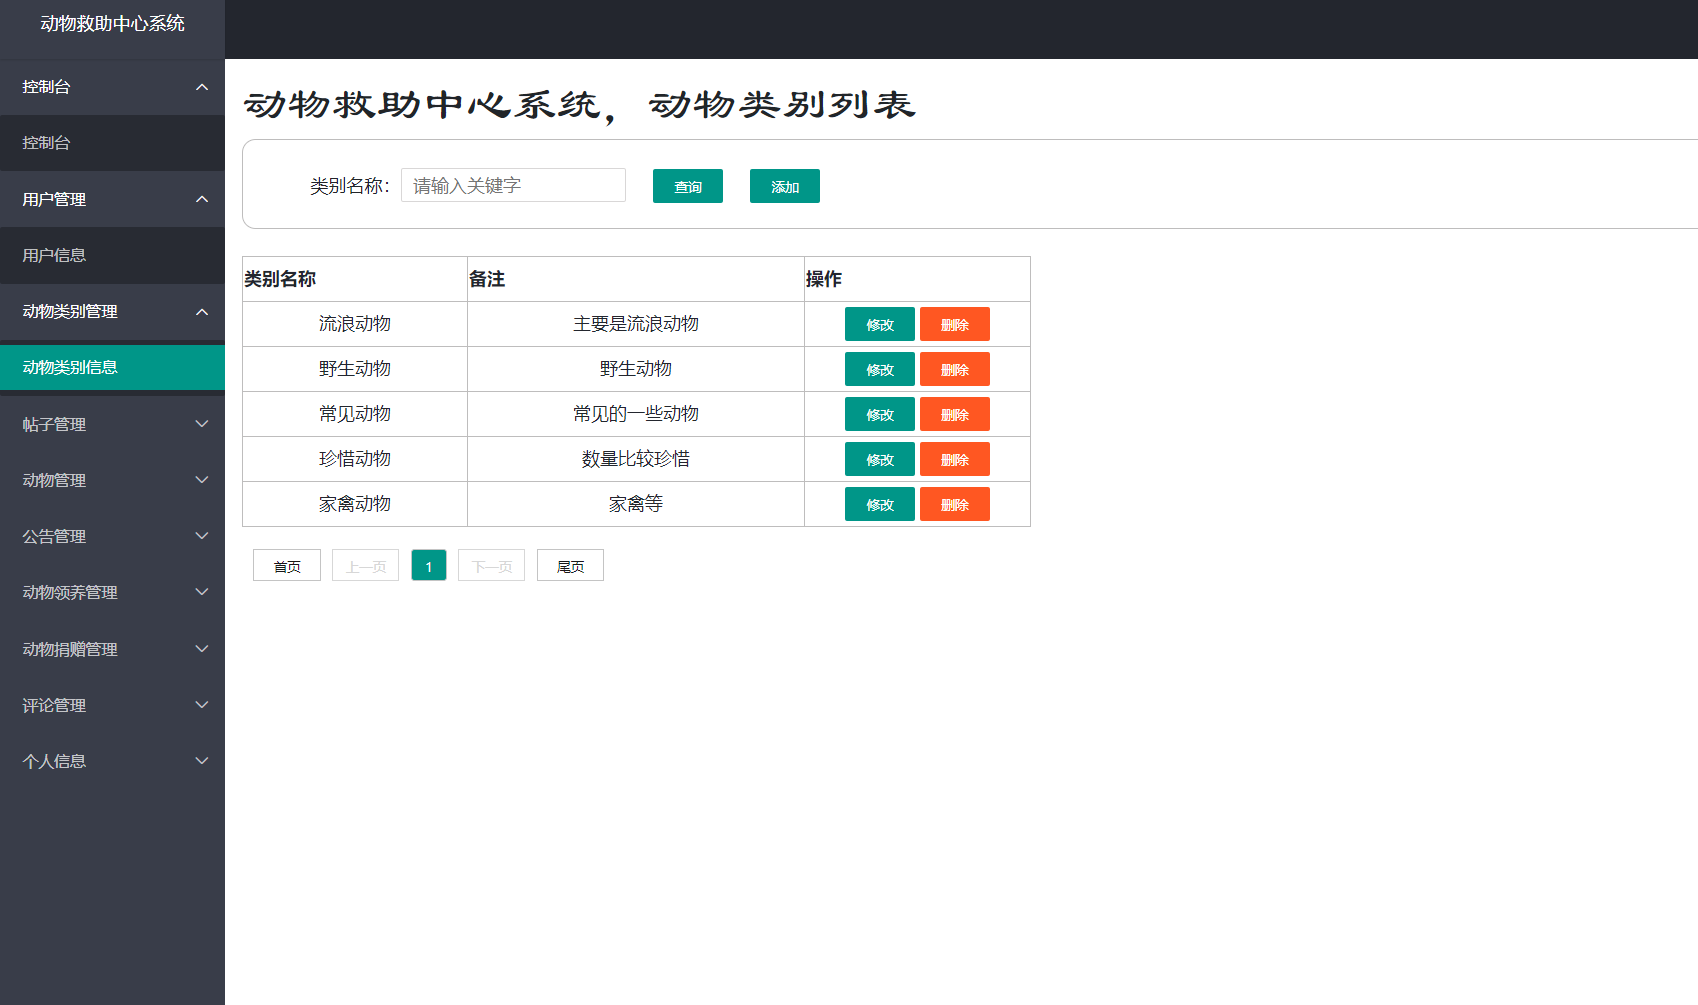 动物救助中心系统
控制台
控制台
用户管理
用户信息
动物类别管理
动物类别信息
帖子管理
动物管理
公告管理
动物领养管理
动物捐赠管理
评论管理
个人信息
动物救助中心系统，动物类别列表
类别名称： 请输入关键字 查询 添加
类别名称 备注 操作
流浪动物 主要是流浪动物 修改 删除
野生动物 野生动物 修改 删除
常见动物 常见的一些动物 修改 删除
珍惜动物 数量比较珍惜 修改 删除
家禽动物 家禽等 修改 删除
首页 上一页 1 下一页 尾页